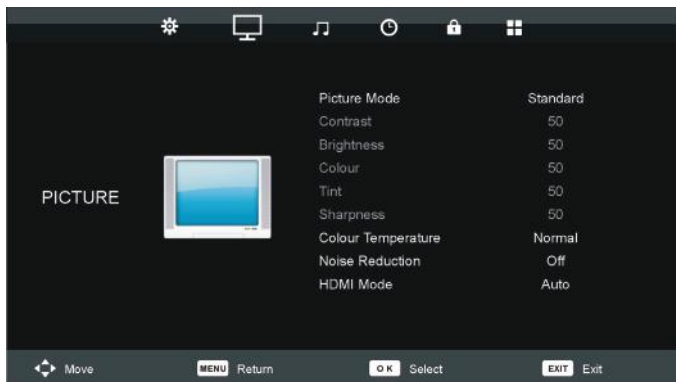 PICTURE
Picture Mode Standard
Contrast 50
Brightness 50
Colour 50
Tint 50
Sharpness 50
Colour Temperature Normal
Noise Reduction Off
HDMI Mode Auto
Move MENU Return OK Select EXIT Exit